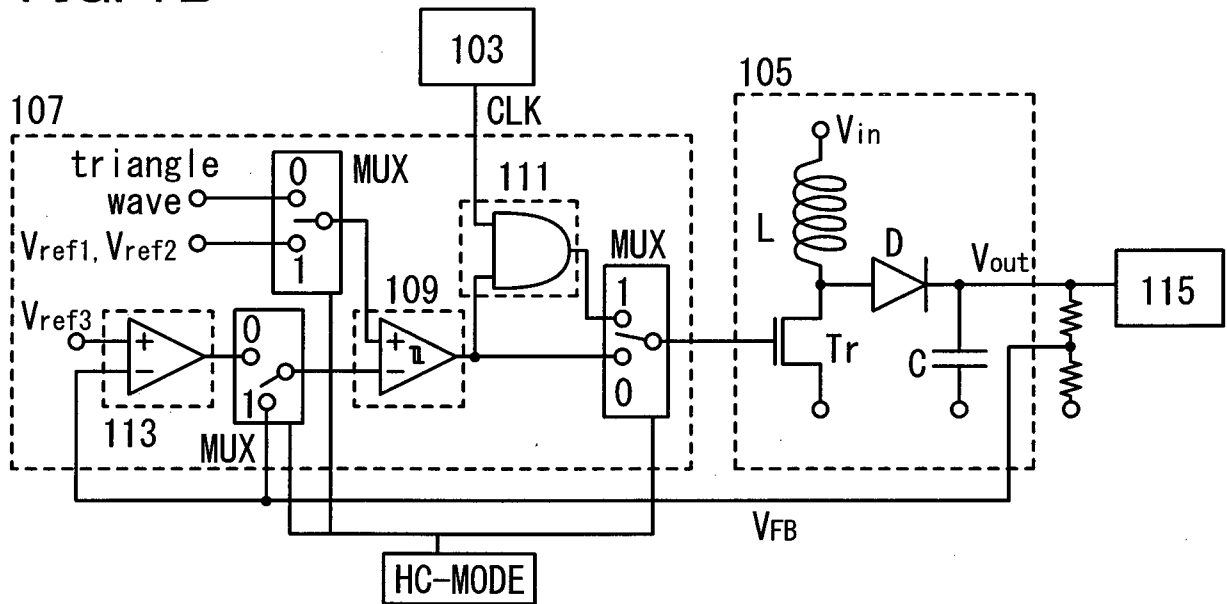 103
105
107
CLK
Vin
triangle
wave
0
MUX
111
Vref1, Vref2
1
L
D
MUX
Vout
115
109
1
Vref3
0
+
+
-
-
Tr
C
1
0
113
MUX
VFB
HC-MODE